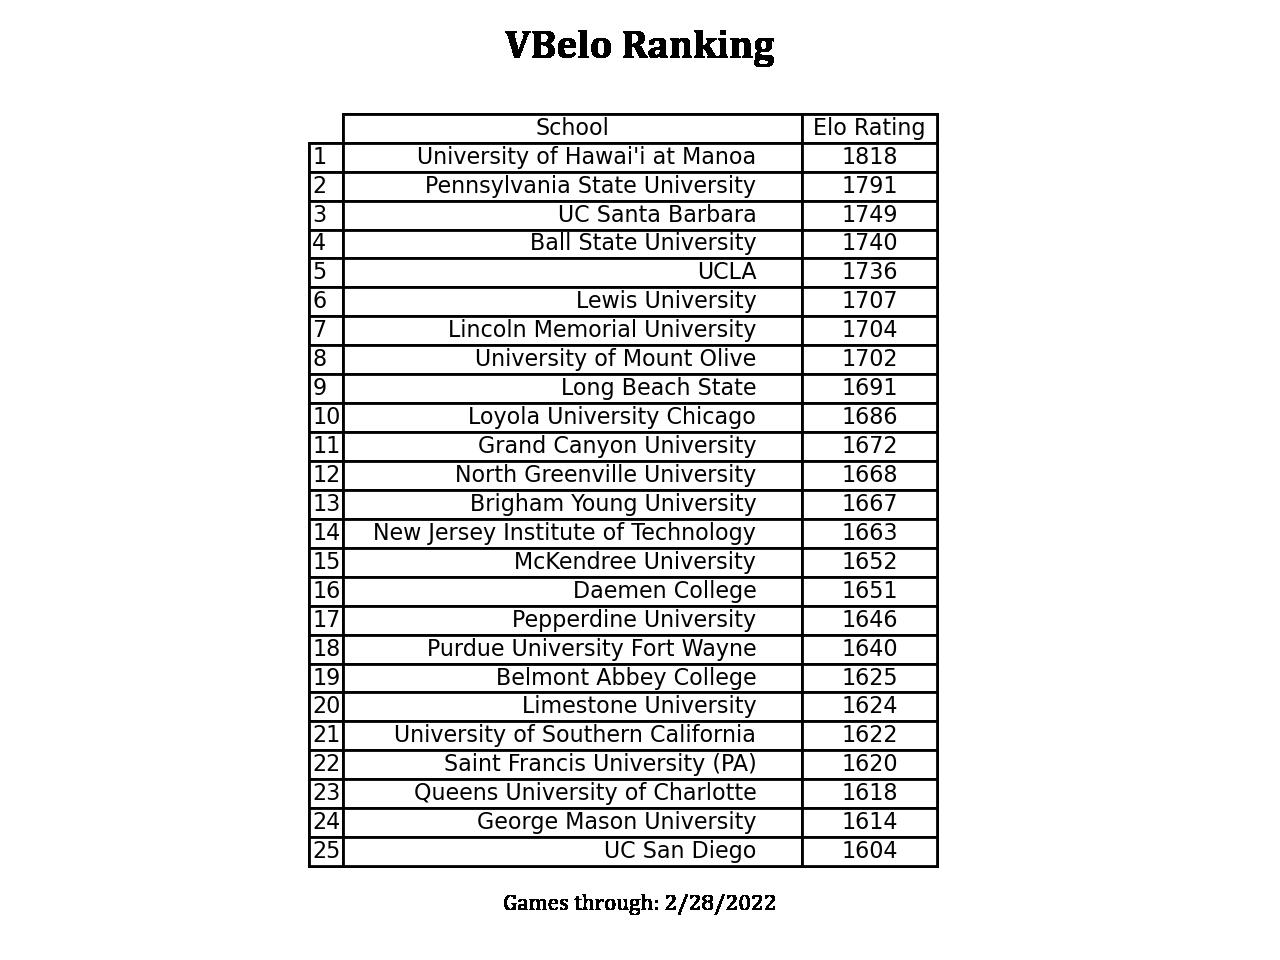 VBelo Ranking
School Elo Rating
1 University of Hawai'i at Manoa 1818
2 Pennsylvania State University 1791
3 UC Santa Barbara 1749
4 Ball State University 1740
5 UCLA 1736
6 Lewis University 1707
7 Lincoln Memorial University 1704
8 University of Mount Olive 1702
9 Long Beach State 1691
10 Loyola University Chicago 1686
11 Grand Canyon University 1672
12 North Greenville University 1668
13 Brigham Young University 1667
14 New Jersey Institute of Technology 1663
15 McKendree University 1652
16 Daemen College 1651
17 Pepperdine University 1646
18 Purdue University Fort Wayne 1640
19 Belmont Abbey College 1625
20 Limestone University 1624
21 University of Southern California 1622
22 Saint Francis University (PA) 1620
23 Queens University of Charlotte 1618
24 George Mason University 1614
25 UC San Diego 1604
Games through: 2/28/2022